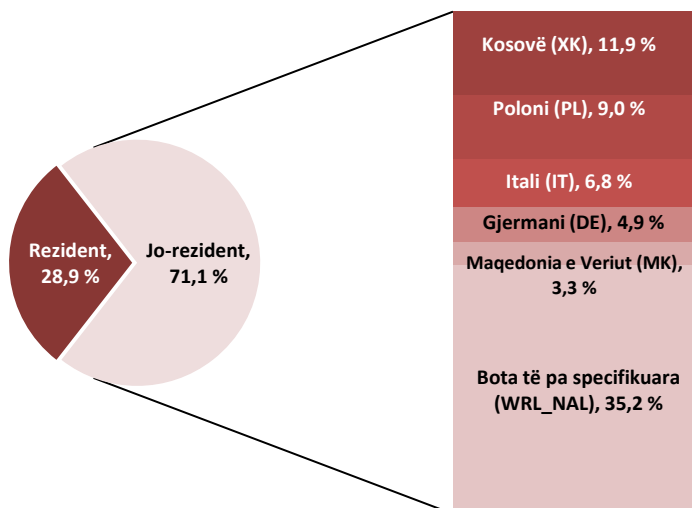 Kosovë (XK), 11,9 %
Poloni (PL), 9,0 %
Itali (IT), 6,8 %
Gjermani (DE), 4,9 %
Maqedonia e Veriut (MK),
3,3 %
Bota të pa specifikuara
(WRL_NAL), 35,2 %
Rezident,
28,9 %
Jo-rezident,
71,1 %